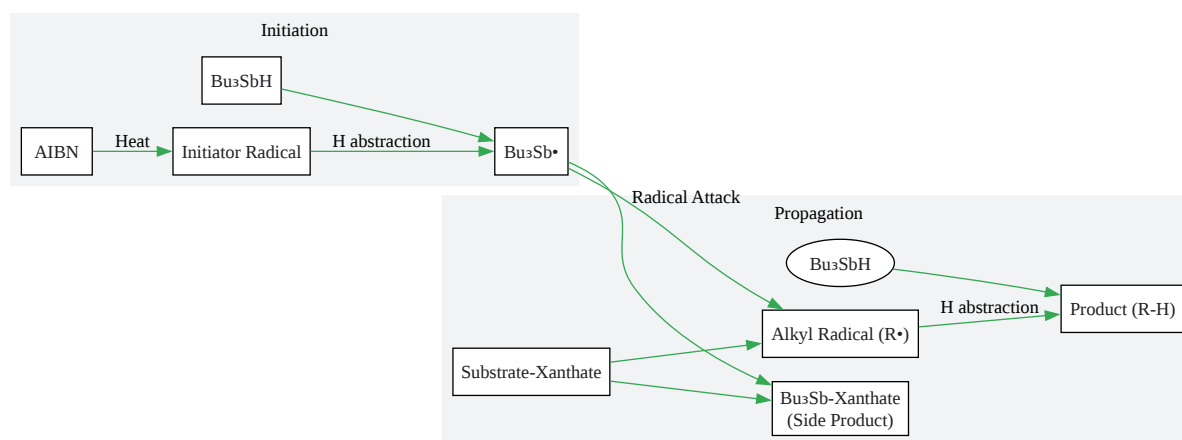 Initiation
Bu₃SbH
AIBN
Heat
Initiator Radical
H abstraction
Bu₃Sb•
Radical Attack
Propagation
Bu₃SbH
Substrate-Xanthate
Alkyl Radical (R•)
H abstraction
Product (R-H)
Bu₃Sb-Xanthate
(Side Product)